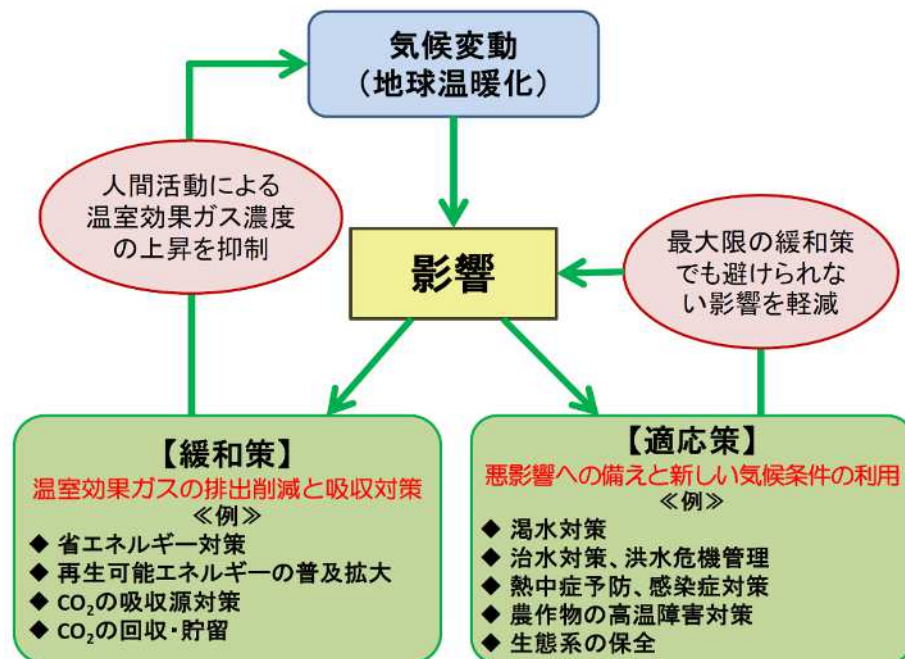 気候変動
（地球温暖化）
人間活動による
温室効果ガス濃度
の上昇を抑制
影響
最大限の緩和策
でも避けられな
い影響を軽減
【緩和策】
温室効果ガスの排出削減と吸収対策
≪例≫
◆ 省エネルギー対策
◆ 再生可能エネルギーの普及拡大
◆ CO₂の吸収源対策
◆ CO₂の回収・貯留
【適応策】
悪影響への備えと新しい気候条件の利用
≪例≫
◆ 渇水対策
◆ 治水対策、洪水危機管理
◆ 熱中症予防、感染症対策
◆ 農作物の高温障害対策
◆ 生態系の保全